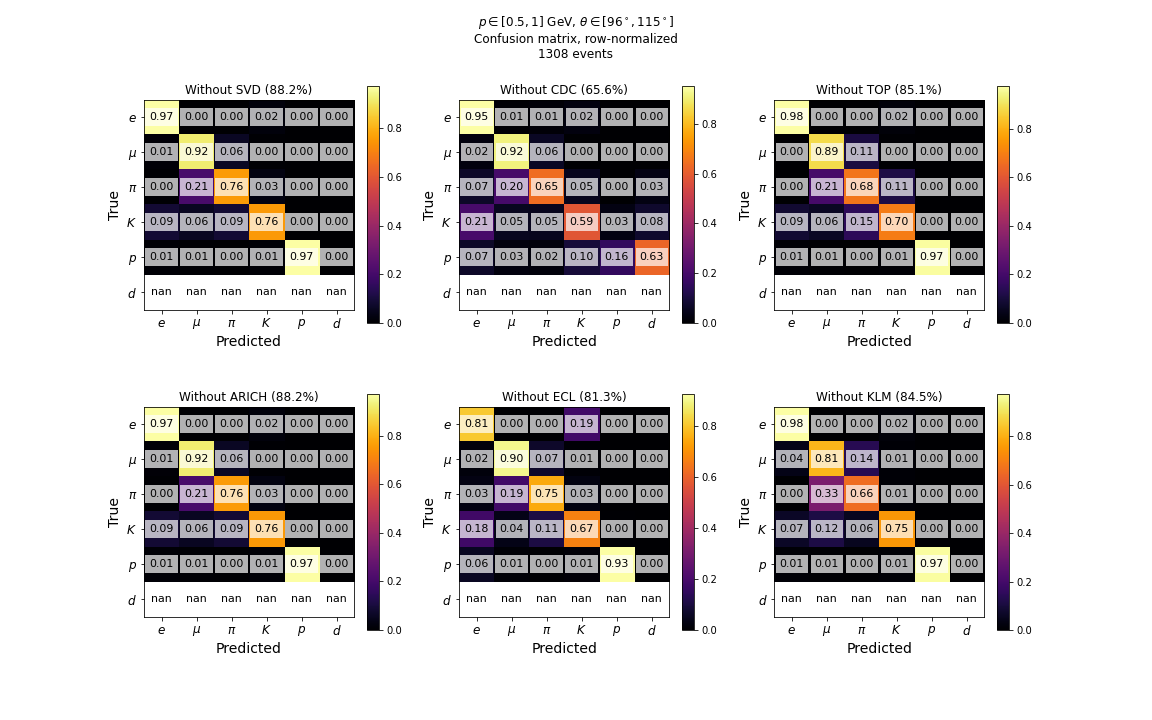 p ∈ [0.5, 1] GeV, θ ∈ [96°, 115°]
Confusion matrix, row-normalized
1308 events
Without SVD (88.2%)
True
e 0.97 0.00 0.00 0.02 0.00 0.00
μ 0.01 0.92 0.06 0.00 0.00 0.00
π 0.00 0.21 0.76 0.03 0.00 0.00
K 0.09 0.06 0.09 0.76 0.00 0.00
p 0.01 0.01 0.00 0.01 0.97 0.00
d nan nan nan nan nan nan
e μ π K p d
Predicted
0.8
0.6
0.4
0.2
0.0
Without CDC (65.6%)
True
e 0.95 0.01 0.01 0.02 0.00 0.00
μ 0.02 0.92 0.06 0.00 0.00 0.00
π 0.07 0.20 0.65 0.05 0.00 0.03
K 0.21 0.05 0.05 0.59 0.03 0.08
p 0.07 0.03 0.02 0.10 0.16 0.63
d nan nan nan nan nan nan
e μ π K p d
Predicted
0.8
0.6
0.4
0.2
0.0
Without TOP (85.1%)
True
e 0.98 0.00 0.00 0.02 0.00 0.00
μ 0.00 0.89 0.11 0.00 0.00 0.00
π 0.00 0.21 0.68 0.11 0.00 0.00
K 0.09 0.06 0.15 0.70 0.00 0.00
p 0.01 0.01 0.00 0.01 0.97 0.00
d nan nan nan nan nan nan
e μ π K p d
Predicted
0.8
0.6
0.4
0.2
0.0
Without ARICH (88.2%)
True
e 0.97 0.00 0.00 0.02 0.00 0.00
μ 0.01 0.92 0.06 0.00 0.00 0.00
π 0.00 0.21 0.76 0.03 0.00 0.00
K 0.09 0.06 0.09 0.76 0.00 0.00
p 0.01 0.01 0.00 0.01 0.97 0.00
d nan nan nan nan nan nan
e μ π K p d
Predicted
0.8
0.6
0.4
0.2
0.0
Without ECL (81.3%)
True
e 0.81 0.00 0.00 0.19 0.00 0.00
μ 0.02 0.90 0.07 0.01 0.00 0.00
π 0.03 0.19 0.75 0.03 0.00 0.00
K 0.18 0.04 0.11 0.67 0.00 0.00
p 0.06 0.01 0.00 0.01 0.93 0.00
d nan nan nan nan nan nan
e μ π K p d
Predicted
0.8
0.6
0.4
0.2
0.0
Without KLM (84.5%)
True
e 0.98 0.00 0.00 0.02 0.00 0.00
μ 0.04 0.81 0.14 0.01 0.00 0.00
π 0.00 0.33 0.66 0.01 0.00 0.00
K 0.07 0.12 0.06 0.75 0.00 0.00
p 0.01 0.01 0.00 0.01 0.97 0.00
d nan nan nan nan nan nan
e μ π K p d
Predicted
0.8
0.6
0.4
0.2
0.0